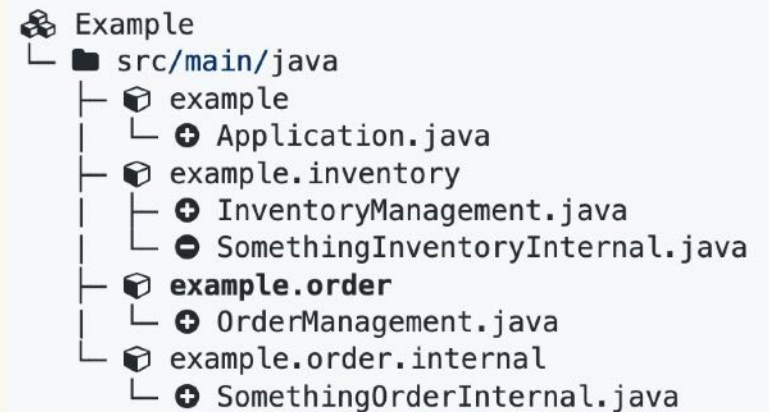 Example
src/main/java
example
Application.java
example.inventory
InventoryManagement.java
SomethingInventoryInternal.java
example.order
OrderManagement.java
example.order.internal
SomethingOrderInternal.java